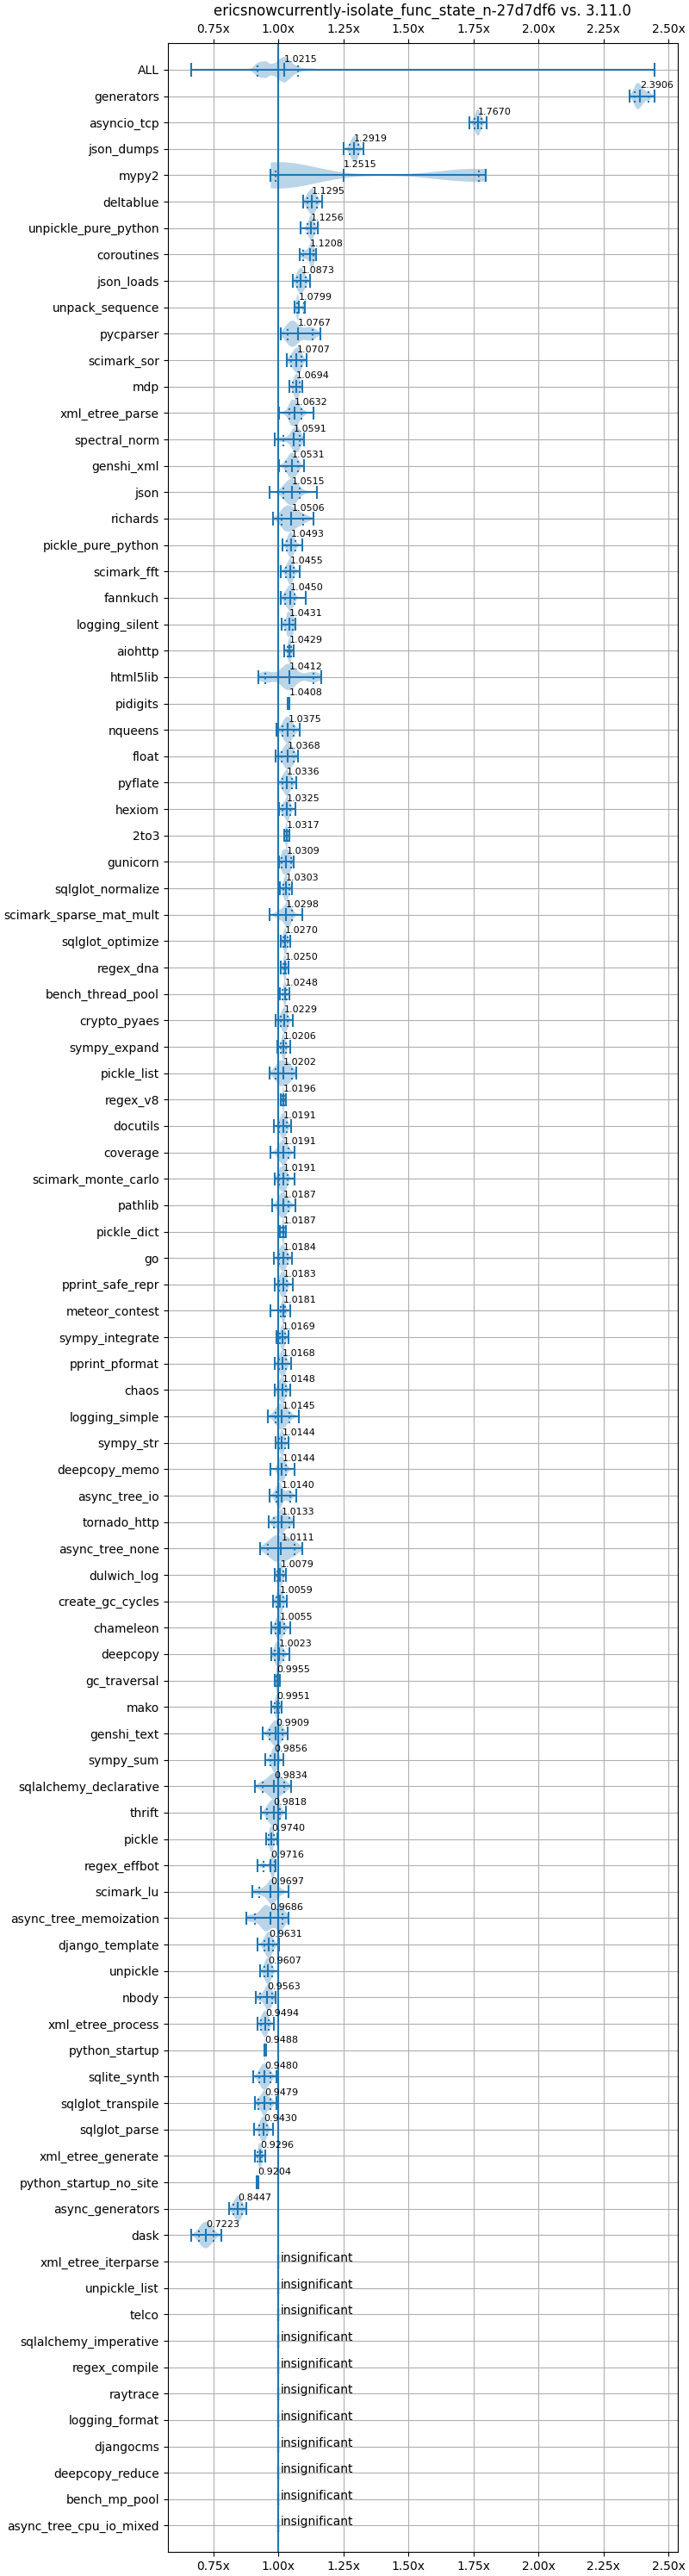 ericsnowcurrently-isolate_func_state_n-27d7df6 vs. 3.11.0
0.75x 1.00x 1.25x 1.50x 1.75x 2.00x 2.25x 2.50x
ALL 1.0215
generators 2.3906
asyncio_tcp 1.7670
json_dumps 1.2919
mypy2 1.2515
deltablue 1.1295
unpickle_pure_python 1.1256
coroutines 1.1208
json_loads 1.0873
unpack_sequence 1.0799
pycparser 1.0767
scimark_sor 1.0707
mdp 1.0694
xml_etree_parse 1.0632
spectral_norm 1.0591
genshi_xml 1.0531
json 1.0515
richards 1.0506
pickle_pure_python 1.0493
scimark_fft 1.0455
fannkuch 1.0450
logging_silent 1.0431
aiohttp 1.0429
html5lib 1.0412
pidigits 1.0408
nqueens 1.0375
float 1.0368
pyflate 1.0336
hexiom 1.0325
2to3 1.0317
gunicorn 1.0309
sqlglot_normalize 1.0303
scimark_sparse_mat_mult 1.0298
sqlglot_optimize 1.0270
regex_dna 1.0250
bench_thread_pool 1.0248
crypto_pyaes 1.0229
sympy_expand 1.0206
pickle_list 1.0202
regex_v8 1.0196
docutils 1.0191
coverage 1.0191
scimark_monte_carlo 1.0191
pathlib 1.0187
pickle_dict 1.0187
go 1.0184
pprint_safe_repr 1.0183
meteor_contest 1.0181
sympy_integrate 1.0169
pprint_pformat 1.0168
chaos 1.0148
logging_simple 1.0145
sympy_str 1.0144
deepcopy_memo 1.0144
async_tree_io 1.0140
tornado_http 1.0133
async_tree_none 1.0111
dulwich_log 1.0079
create_gc_cycles 1.0059
chameleon 1.0055
deepcopy 1.0023
gc_traversal 0.9955
mako 0.9951
genshi_text 0.9909
sympy_sum 0.9856
sqlalchemy_declarative 0.9834
thrift 0.9818
pickle 0.9740
regex_effbot 0.9716
scimark_lu 0.9697
async_tree_memoization 0.9686
django_template 0.9631
unpickle 0.9607
nbody 0.9563
xml_etree_process 0.9494
python_startup 0.9488
sqlite_synth 0.9480
sqlglot_transpile 0.9479
sqlglot_parse 0.9430
xml_etree_generate 0.9296
python_startup_no_site 0.9204
async_generators 0.8447
dask 0.7223
xml_etree_iterparse insignificant
unpickle_list insignificant
telco insignificant
sqlalchemy_imperative insignificant
regex_compile insignificant
raytrace insignificant
logging_format insignificant
djangocms insignificant
deepcopy_reduce insignificant
bench_mp_pool insignificant
async_tree_cpu_io_mixed insignificant
0.75x 1.00x 1.25x 1.50x 1.75x 2.00x 2.25x 2.50x